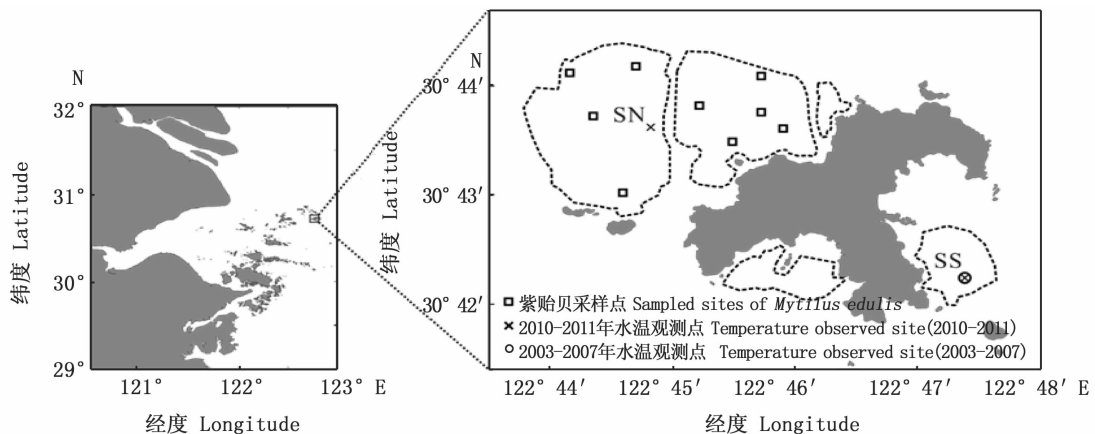 N
32°
31°
30°
29°
纬度 Latitude
121°
122°
123° E
经度 Longitude
N
30° 44′
30° 43′
30° 42′
纬度 Latitude
SN
SS
紫贻贝采样点 Sampled sites of Mytilus edulis
2010-2011年水温观测点 Temperature observed site(2010-2011)
2003-2007年水温观测点 Temperature observed site(2003-2007)
122° 44′
122° 45′
122° 46′
122° 47′
122° 48′ E
经度 Longitude